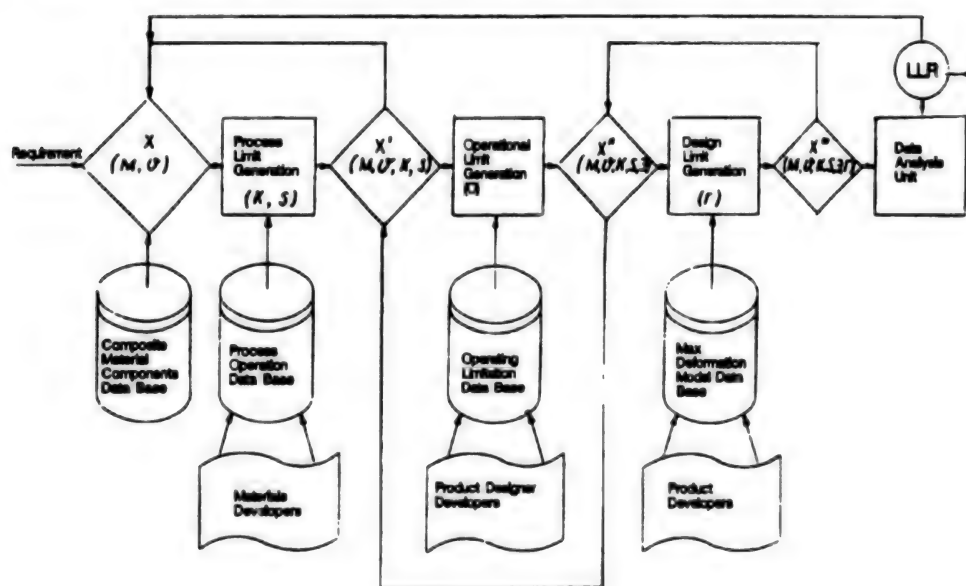 LLR
Requirement
X
(M, U)
Process
Limit
Generation
(K, S)
X'
(M, U, K, S)
Operational
Limit
Generation
X"
Design
Limit
Generation
(r)
X"'
Data
Analysis
Unit
Composite
Material
Components
Data Base
Process
Operation
Data Base
Operating
Limitation
Data Base
Max
Deformation
Modal Data
Base
Materials
Developers
Product Designer
Developers
Product
Developers